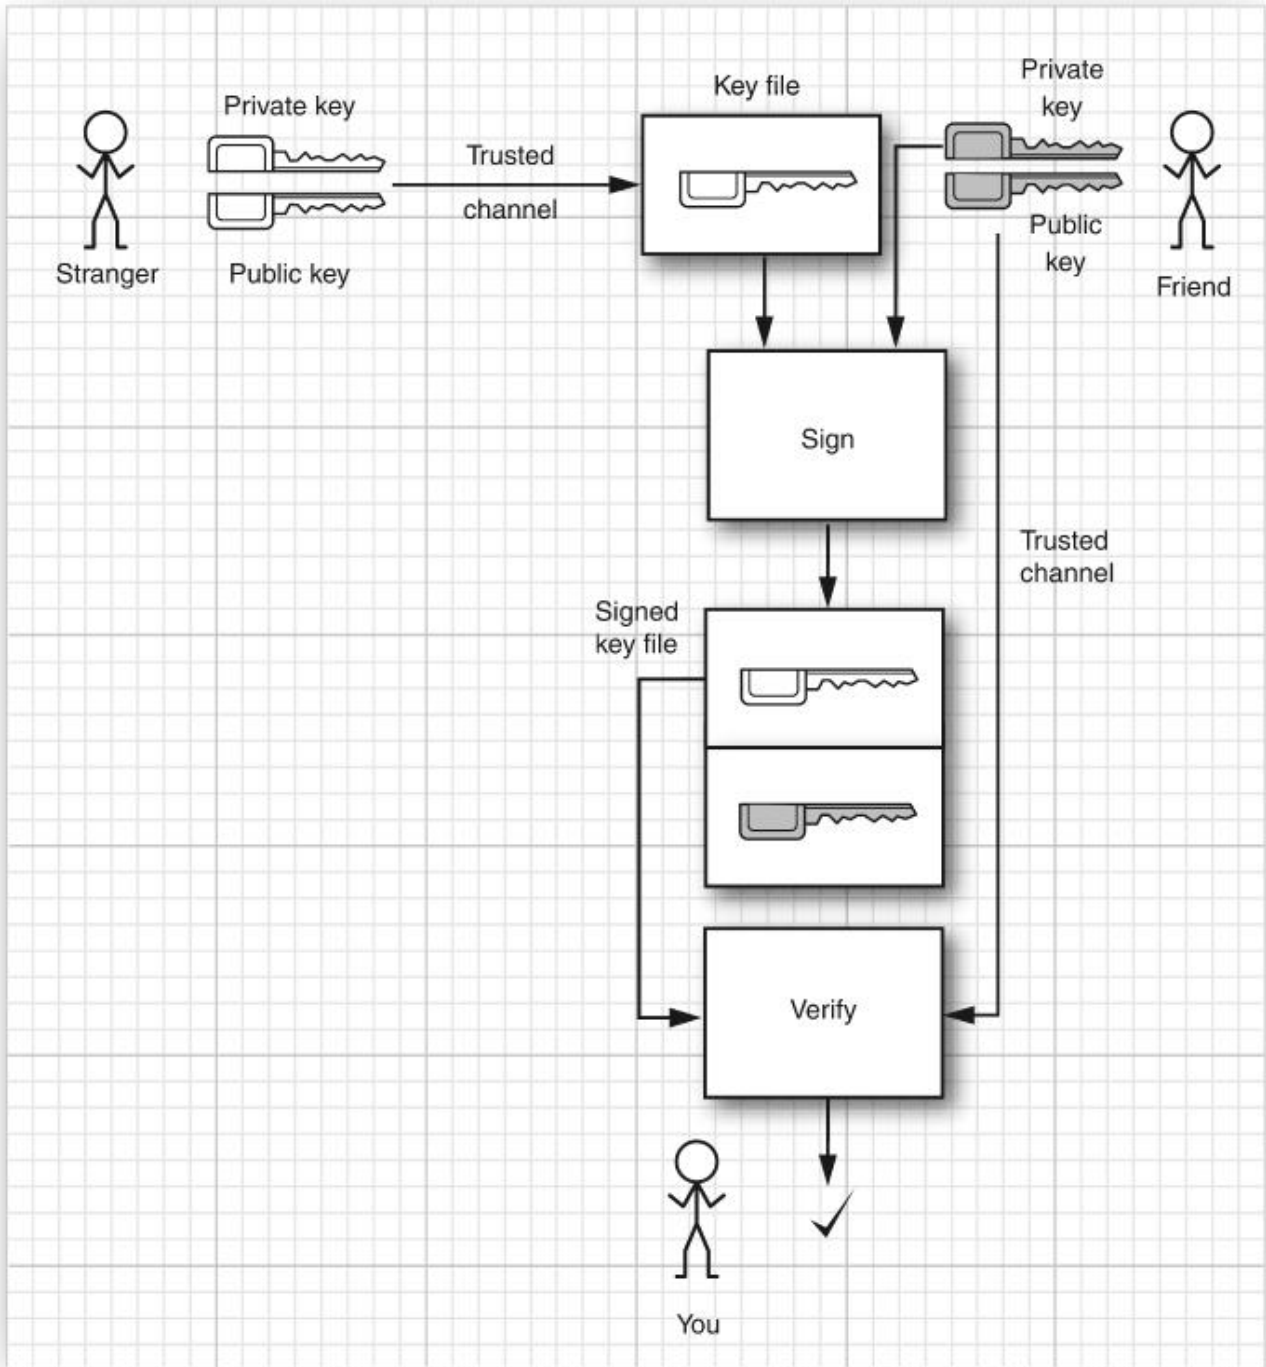 Key file
Private
key
Private key
Trusted
channel
Stranger
Public key
Public
key
Friend
Sign
Trusted
channel
Signed
key file
Verify
You